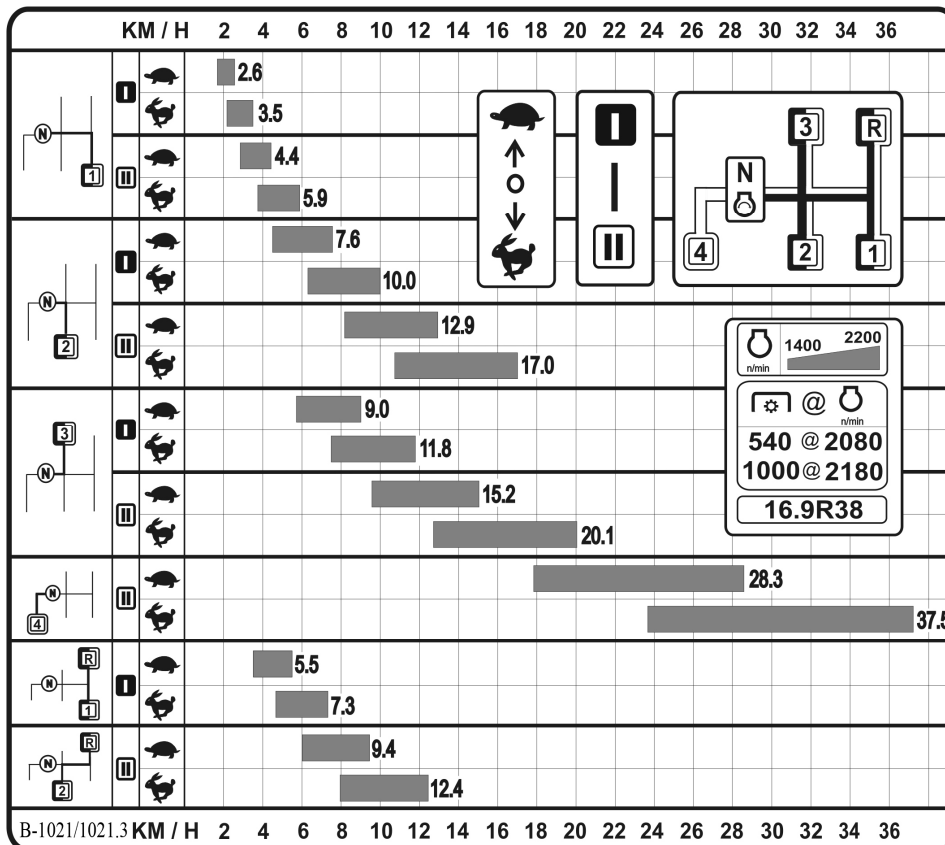 KM / H 2 4 6 8 10 12 14 16 18 20 22 24 26 28 30 32 34 36
I 2.6
N
3.5
1
II 4.4
5.9
I 7.6
10.0
N
2
II 12.9
17.0
3
I 9.0
11.8
N
II 15.2
20.1
N
4
II 28.3
37.5
R
N
1
I 5.5
7.3
R
N
2
II 9.4
12.4
O
I
II
3 R
N
4 2 1
1400 2200
n/min
@
n/min
540 @ 2080
1000 @ 2180
16.9R38
B-1021/1021.3 KM / H 2 4 6 8 10 12 14 16 18 20 22 24 26 28 30 32 34 36